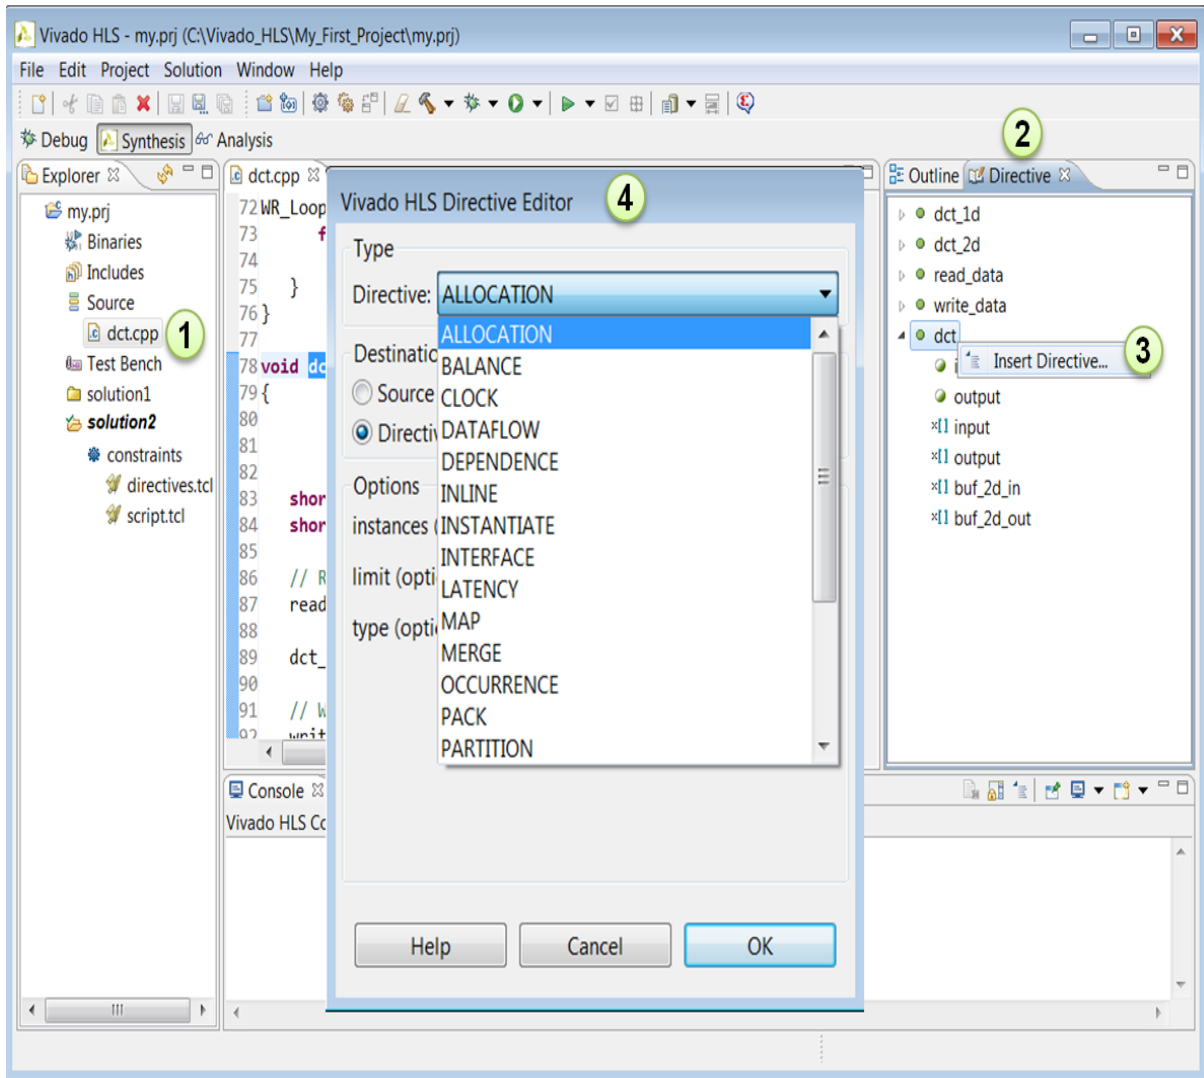 Vivado HLS - my.prj (C:\Vivado_HLS\My_First_Project\my.prj)
File Edit Project Solution Window Help
Debug Synthesis Analysis
2
Explorer
my.prj
Binaries
Includes
Source
dct.cpp
1
Test Bench
solution1
solution2
constraints
directives.tcl
script.tcl
dct.cpp
72 WR_Loop
73 f
74
75 }
76 }
77
78 void dc
79 {
80
81
82
83 shor
84 shor
85
86 // R
87 read
88
89 dct_
90
91 // W
92 writ
Vivado HLS Directive Editor
4
Type
Directive: ALLOCATION
ALLOCATION
BALANCE
CLOCK
DATAFLOW
DEPENDENCE
INLINE
INSTANTIATE
INTERFACE
LATENCY
MAP
MERGE
OCCURRENCE
PACK
PARTITION
Destinatio
Source
Directiv
Options
instances (
limit (opti
type (optio
Help Cancel OK
Outline Directive
dct_1d
dct_2d
read_data
write_data
dct
Insert Directive...
3
i
output
input
output
buf_2d_in
buf_2d_out
Console
Vivado HLS Co